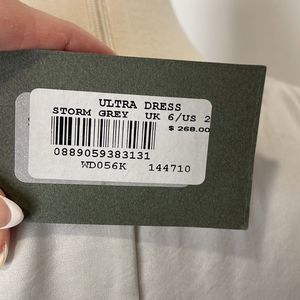 ULTRA DRESS
STORM GREY UK 6/US 2
$ 268.00
0889059383131
WD056K 144710